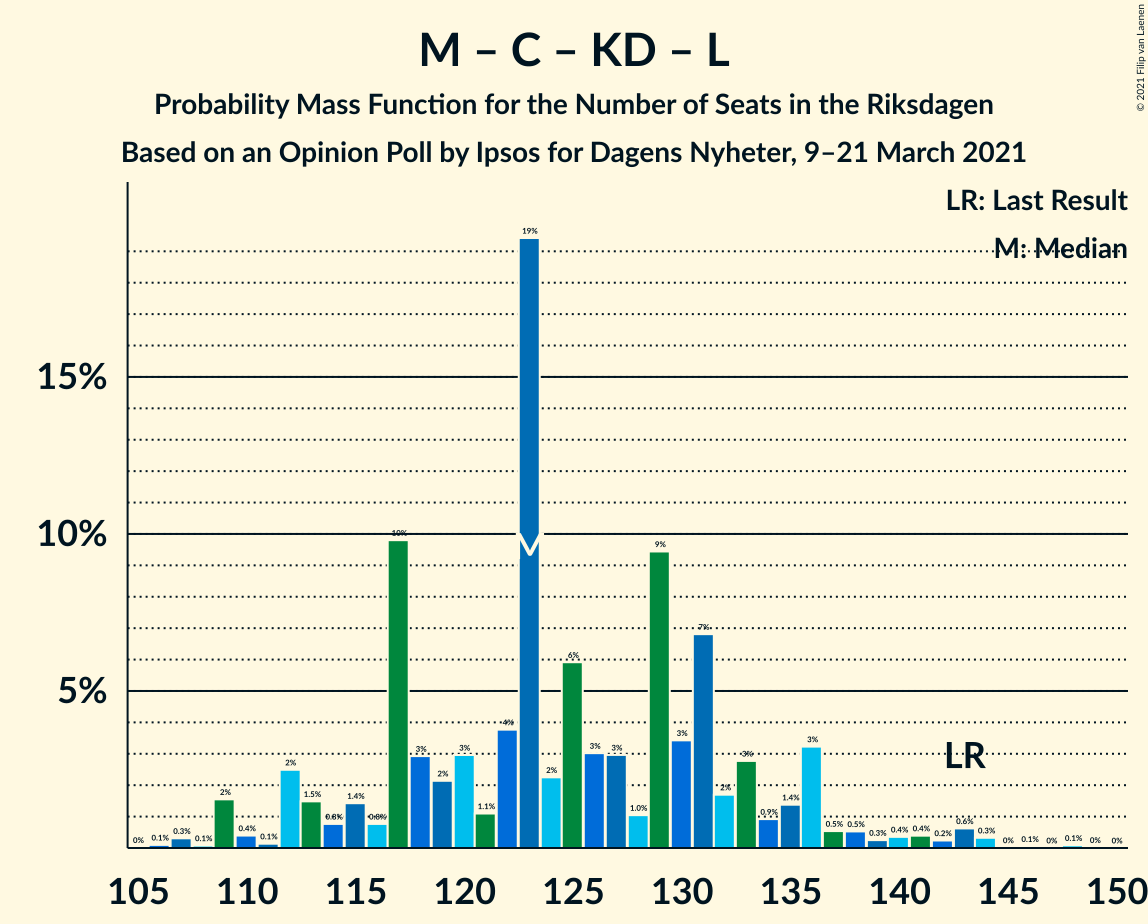 M – C – KD – L
Probability Mass Function for the Number of Seats in the Riksdagen
Based on an Opinion Poll by Ipsos for Dagens Nyheter, 9–21 March 2021
© 2021 Filip van Laenen
LR: Last Result
M: Median
15%
10%
5%
0% 0.1% 0.3% 0.1% 2% 0.4% 0.1% 2% 1.5% 0.8% 1.4% 0.8% 10% 3% 2% 3% 1.1% 4% 19% 2% 6% 3% 3% 1.0% 9% 3% 7% 2% 3% 0.9% 1.4% 3% 0.5% 0.5% 0.3% 0.4% 0.4% 0.2% 0.6% 0.3% 0% 0.1% 0% 0.1% 0% 0%
LR
105 110 115 120 125 130 135 140 145 150